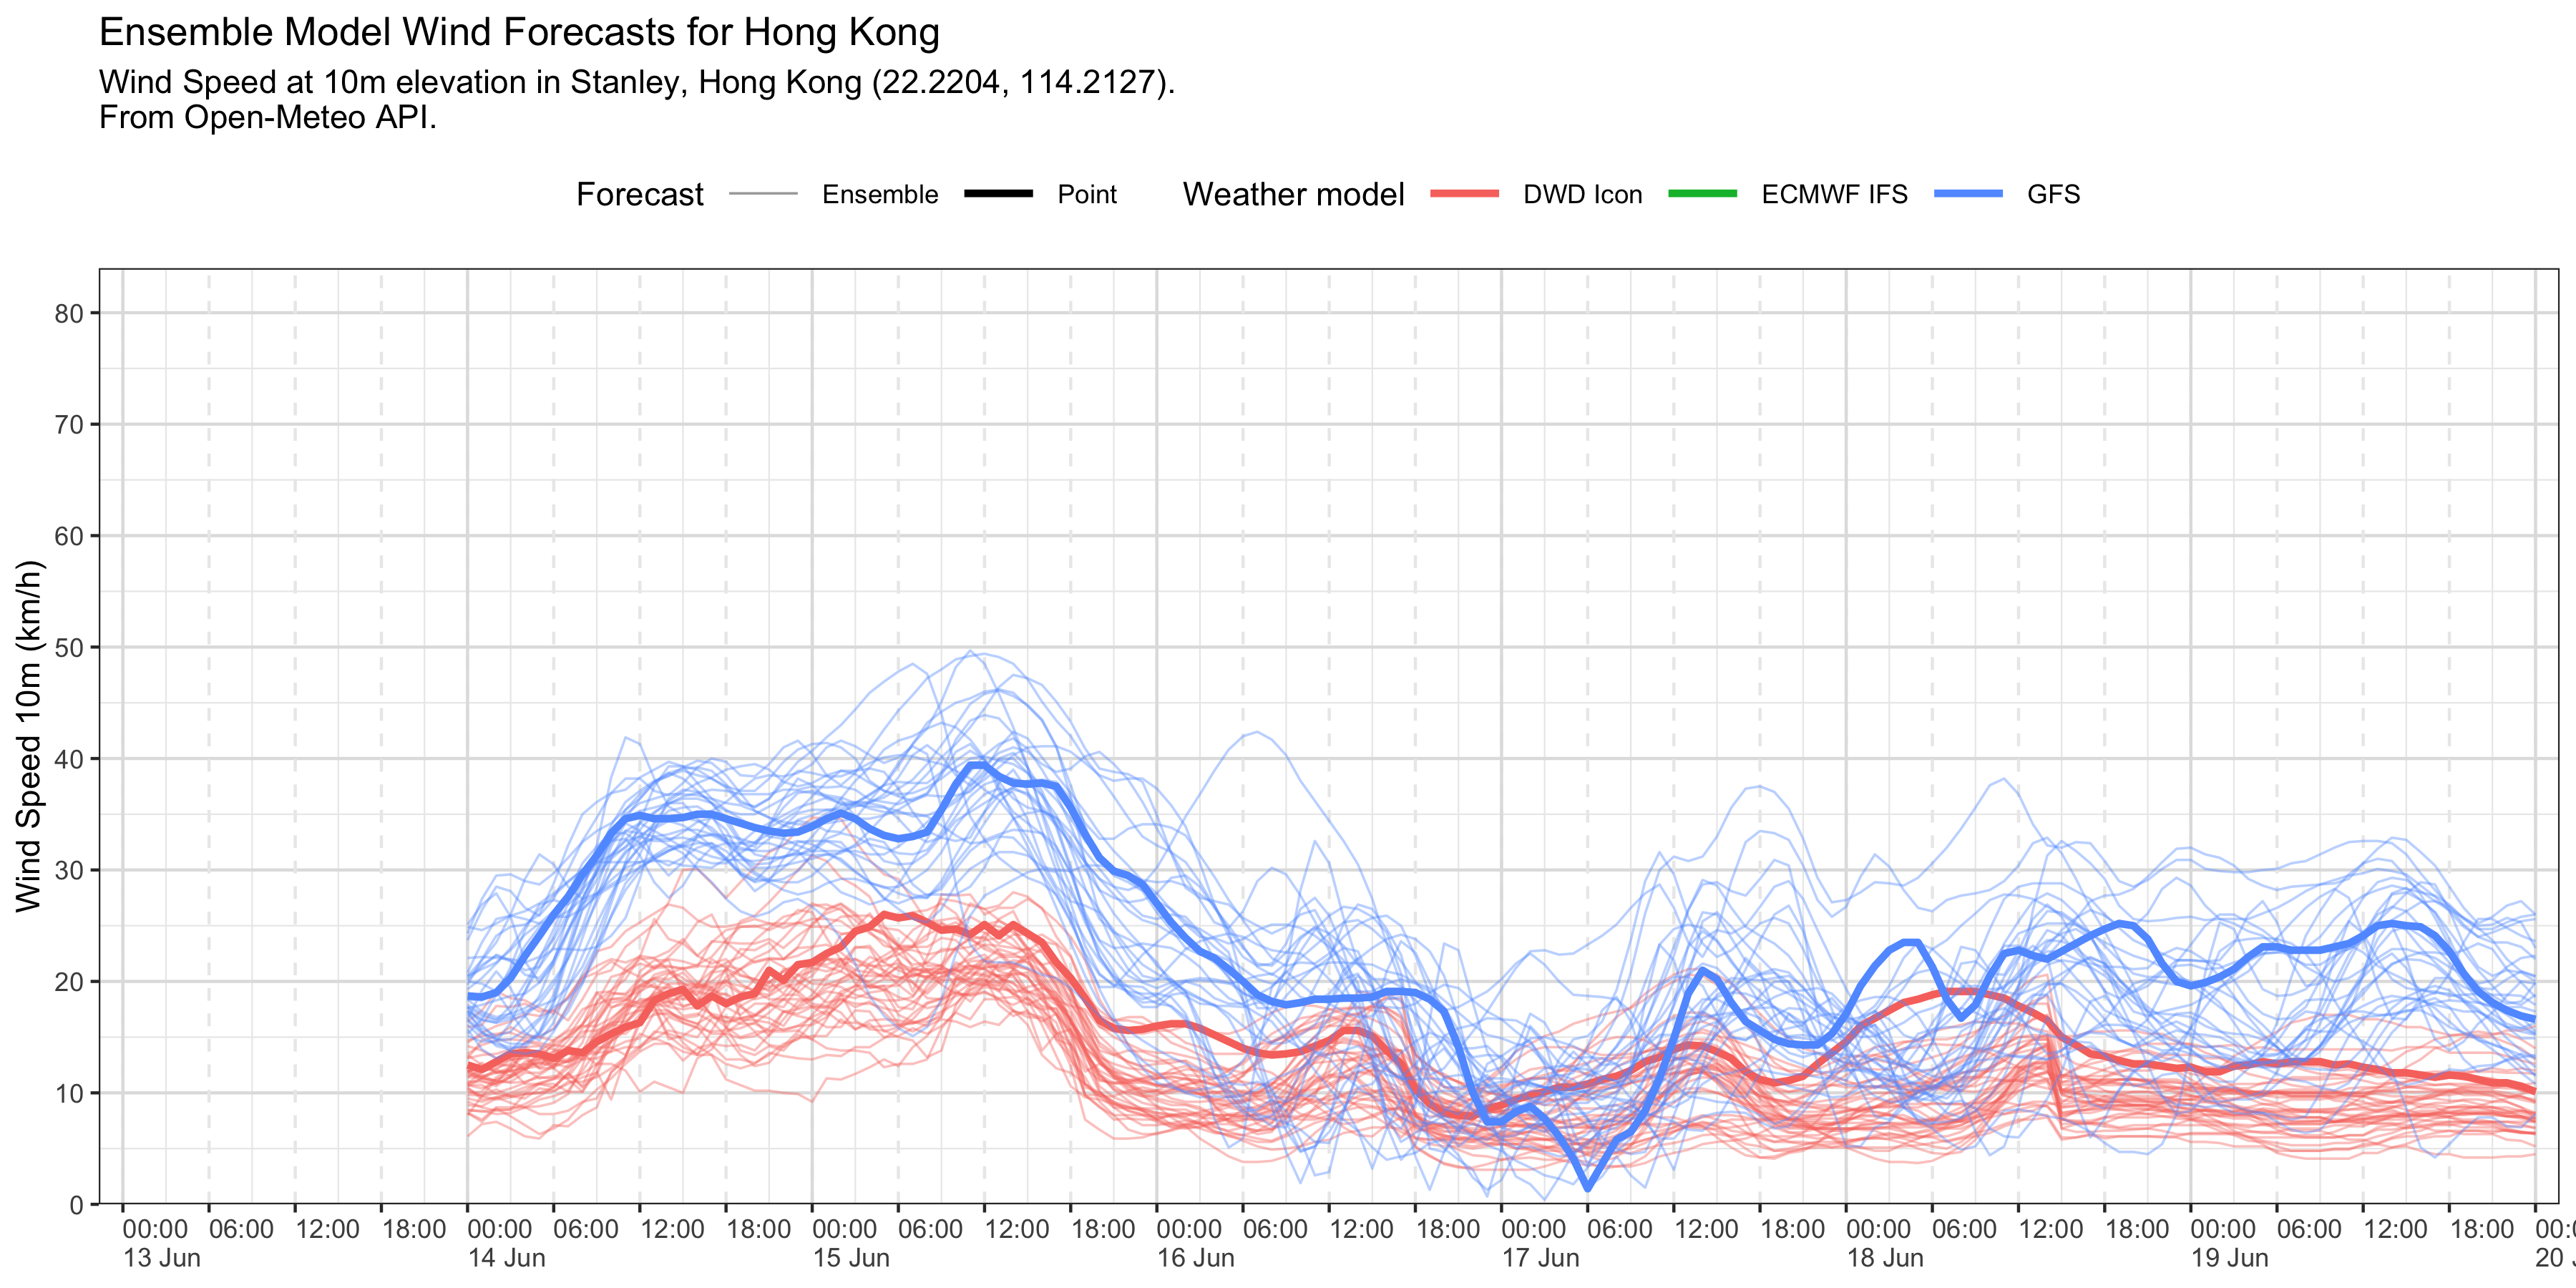 Ensemble Model Wind Forecasts for Hong Kong
Wind Speed at 10m elevation in Stanley, Hong Kong (22.2204, 114.2127).
From Open-Meteo API.
Forecast Ensemble Point Weather model DWD Icon ECMWF IFS GFS
Wind Speed 10m (km/h)
80
70
60
50
40
30
20
10
0
00:00 06:00 12:00 18:00 00:00 06:00 12:00 18:00 00:00 06:00 12:00 18:00 00:00 06:00 12:00 18:00 00:00 06:00 12:00 18:00 00:00 06:00 12:00 18:00 00:00 06:00 12:00 18:00
13 Jun 14 Jun 15 Jun 16 Jun 17 Jun 18 Jun 19 Jun 20